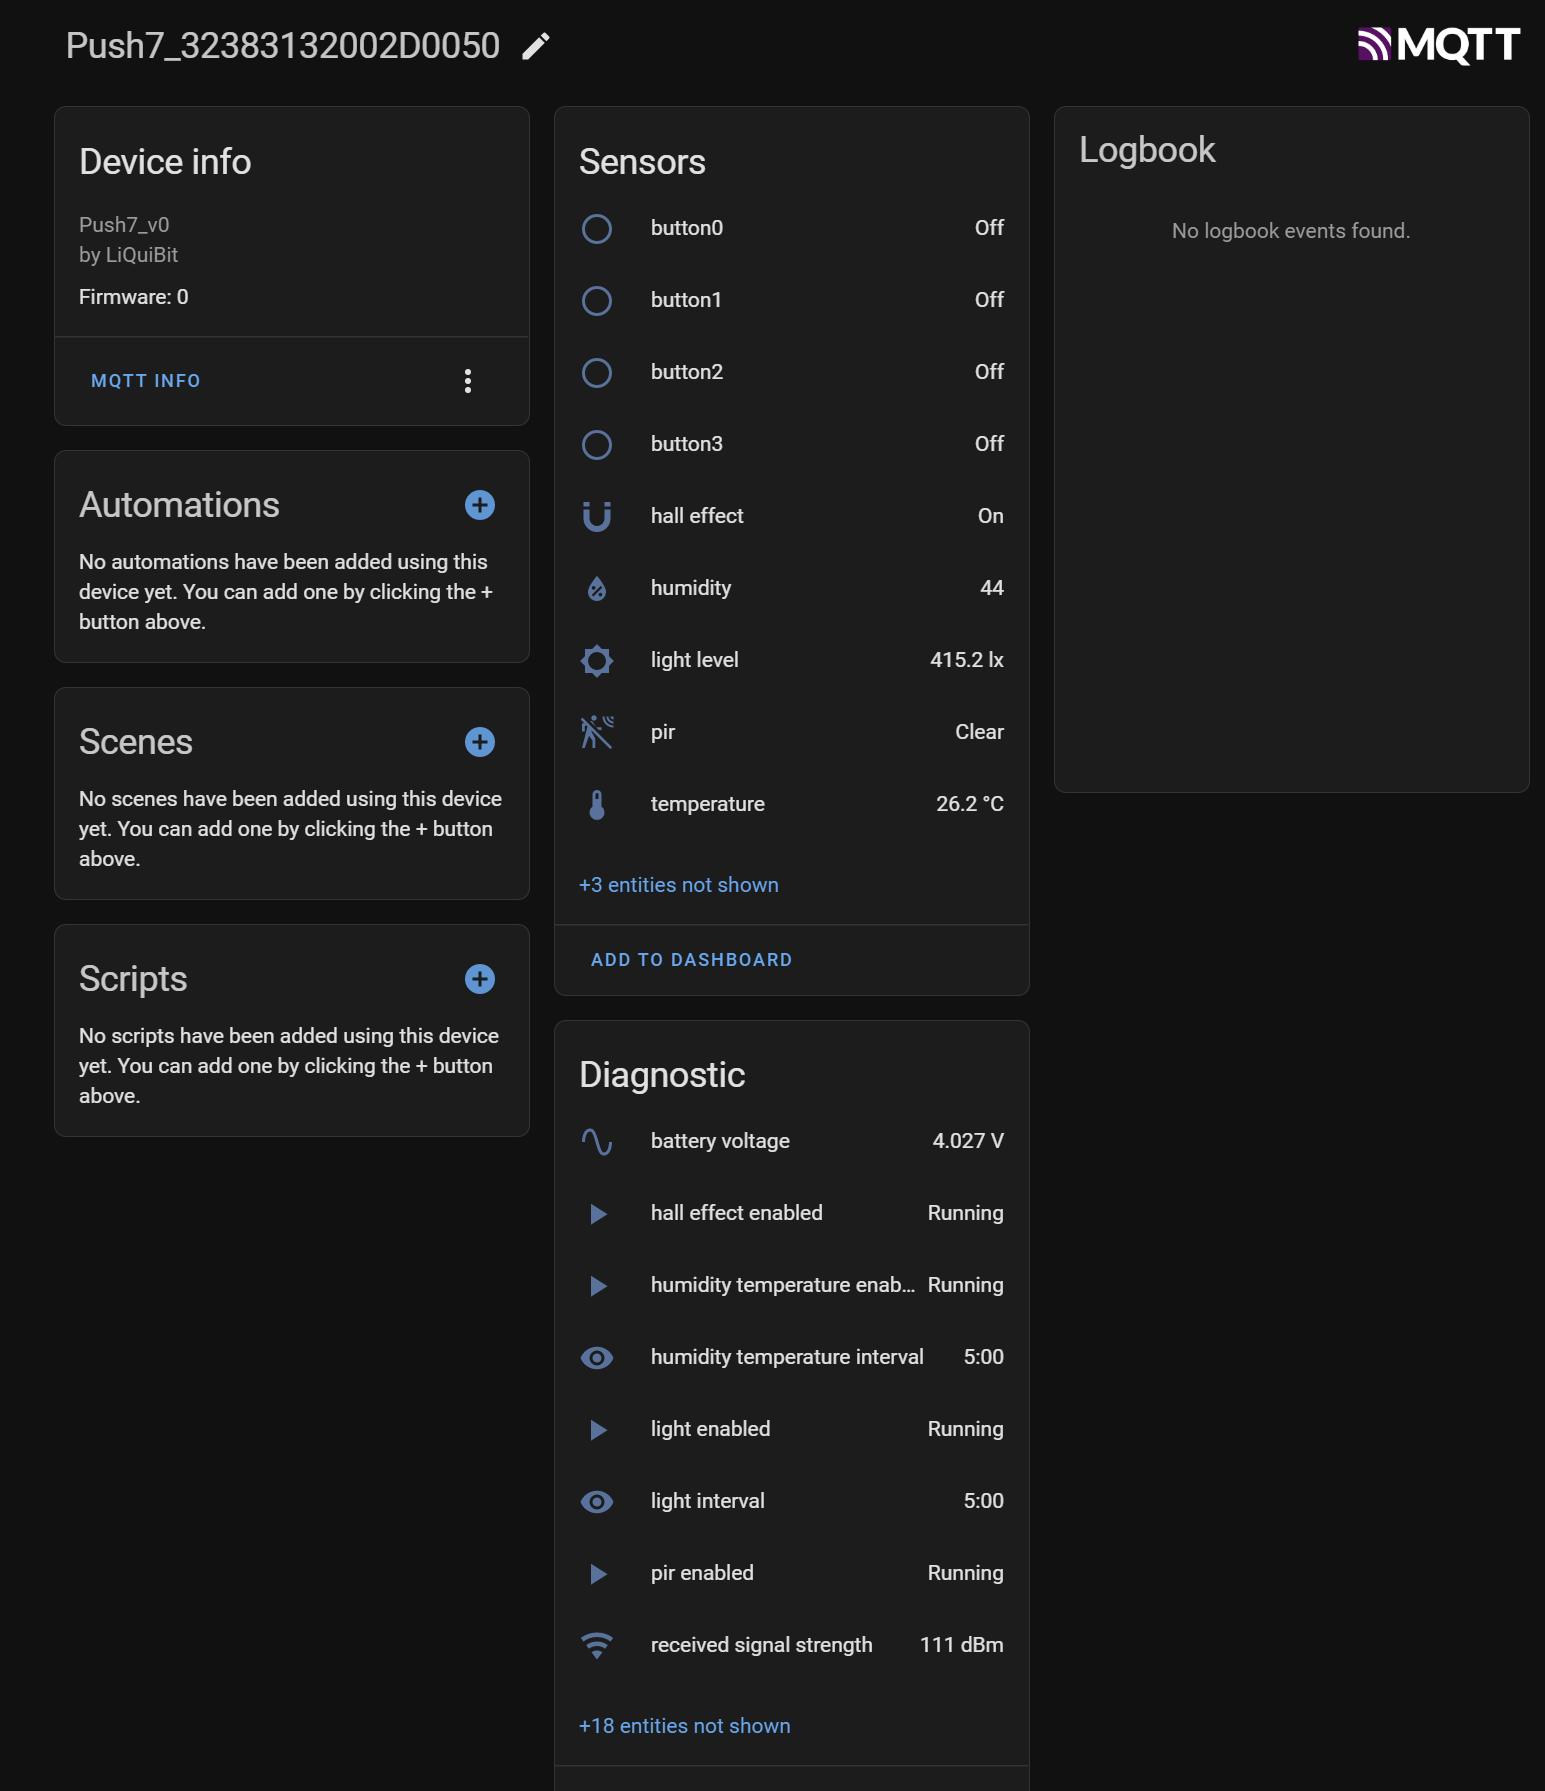 Push7_32383132002D0050
MQTT
Device info
Push7_v0
by LiQuiBit
Firmware: 0
MQTT INFO
Automations
No automations have been added using this
device yet. You can add one by clicking the +
button above.
Scenes
No scenes have been added using this device
yet. You can add one by clicking the + button
above.
Scripts
No scripts have been added using this device
yet. You can add one by clicking the + button
above.
Sensors
button0 Off
button1 Off
button2 Off
button3 Off
hall effect On
humidity 44
light level 415.2 lx
pir Clear
temperature 26.2 °C
+3 entities not shown
ADD TO DASHBOARD
Diagnostic
battery voltage 4.027 V
hall effect enabled Running
humidity temperature enab... Running
humidity temperature interval 5:00
light enabled Running
light interval 5:00
pir enabled Running
received signal strength 111 dBm
+18 entities not shown
Logbook
No logbook events found.